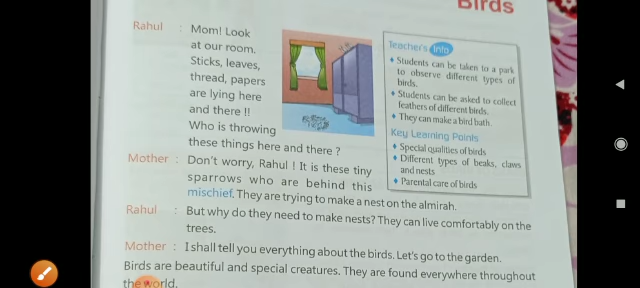 Birds
Rahul : Mom! Look
at our room.
Sticks, leaves,
thread, papers
are lying here
and there !!
Who is throwing
these things here and there ?
Teacher's Info
Students can be taken to a park
to observe different types of
birds.
Students can be asked to collect
feathers of different birds.
They can make a bird bath.
Key Learning Points
Special qualities of birds
Different types of beaks, claws
and nests
Parental care of birds
Mother : Don't worry, Rahul ! It is these tiny
sparrows who are behind this
mischief. They are trying to make a nest on the almirah.
Rahul : But why do they need to make nests? They can live comfortably on the
trees.
Mother : I shall tell you everything about the birds. Let's go to the garden.
Birds are beautiful and special creatures. They are found everywhere throughout
the world.